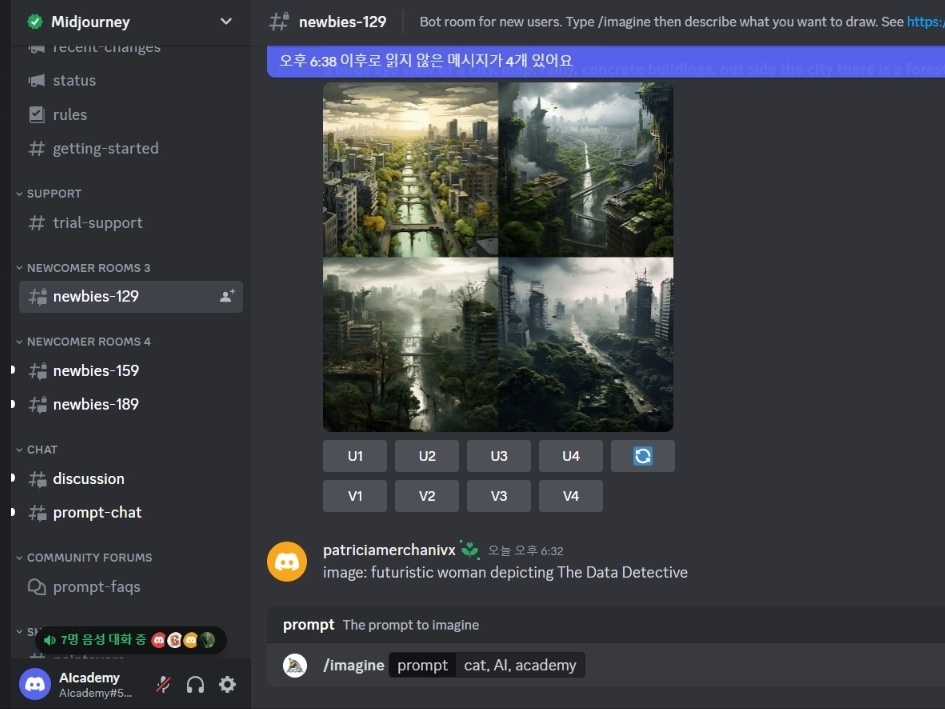 Midjourney
recent-changes
status
rules
getting-started
SUPPORT
trial-support
NEWCOMER ROOMS 3
newbies-129
NEWCOMER ROOMS 4
newbies-159
newbies-189
CHAT
discussion
prompt-chat
COMMUNITY FORUMS
prompt-faqs
7명 음성 대화 중
AIcademy
AIcademy#5...
newbies-129
Bot room for new users. Type /imagine then describe what you want to draw. See https:/
오후 6:38 이후로 읽지 않은 메시지가 4개 있어요
concrete buildings, out side the city there is a fores
U1 U2 U3 U4
V1 V2 V3 V4
patriciamerchanivx 오늘 오후 6:32
image: futuristic woman depicting The Data Detective
prompt The prompt to imagine
/imagine prompt cat, AI, academy